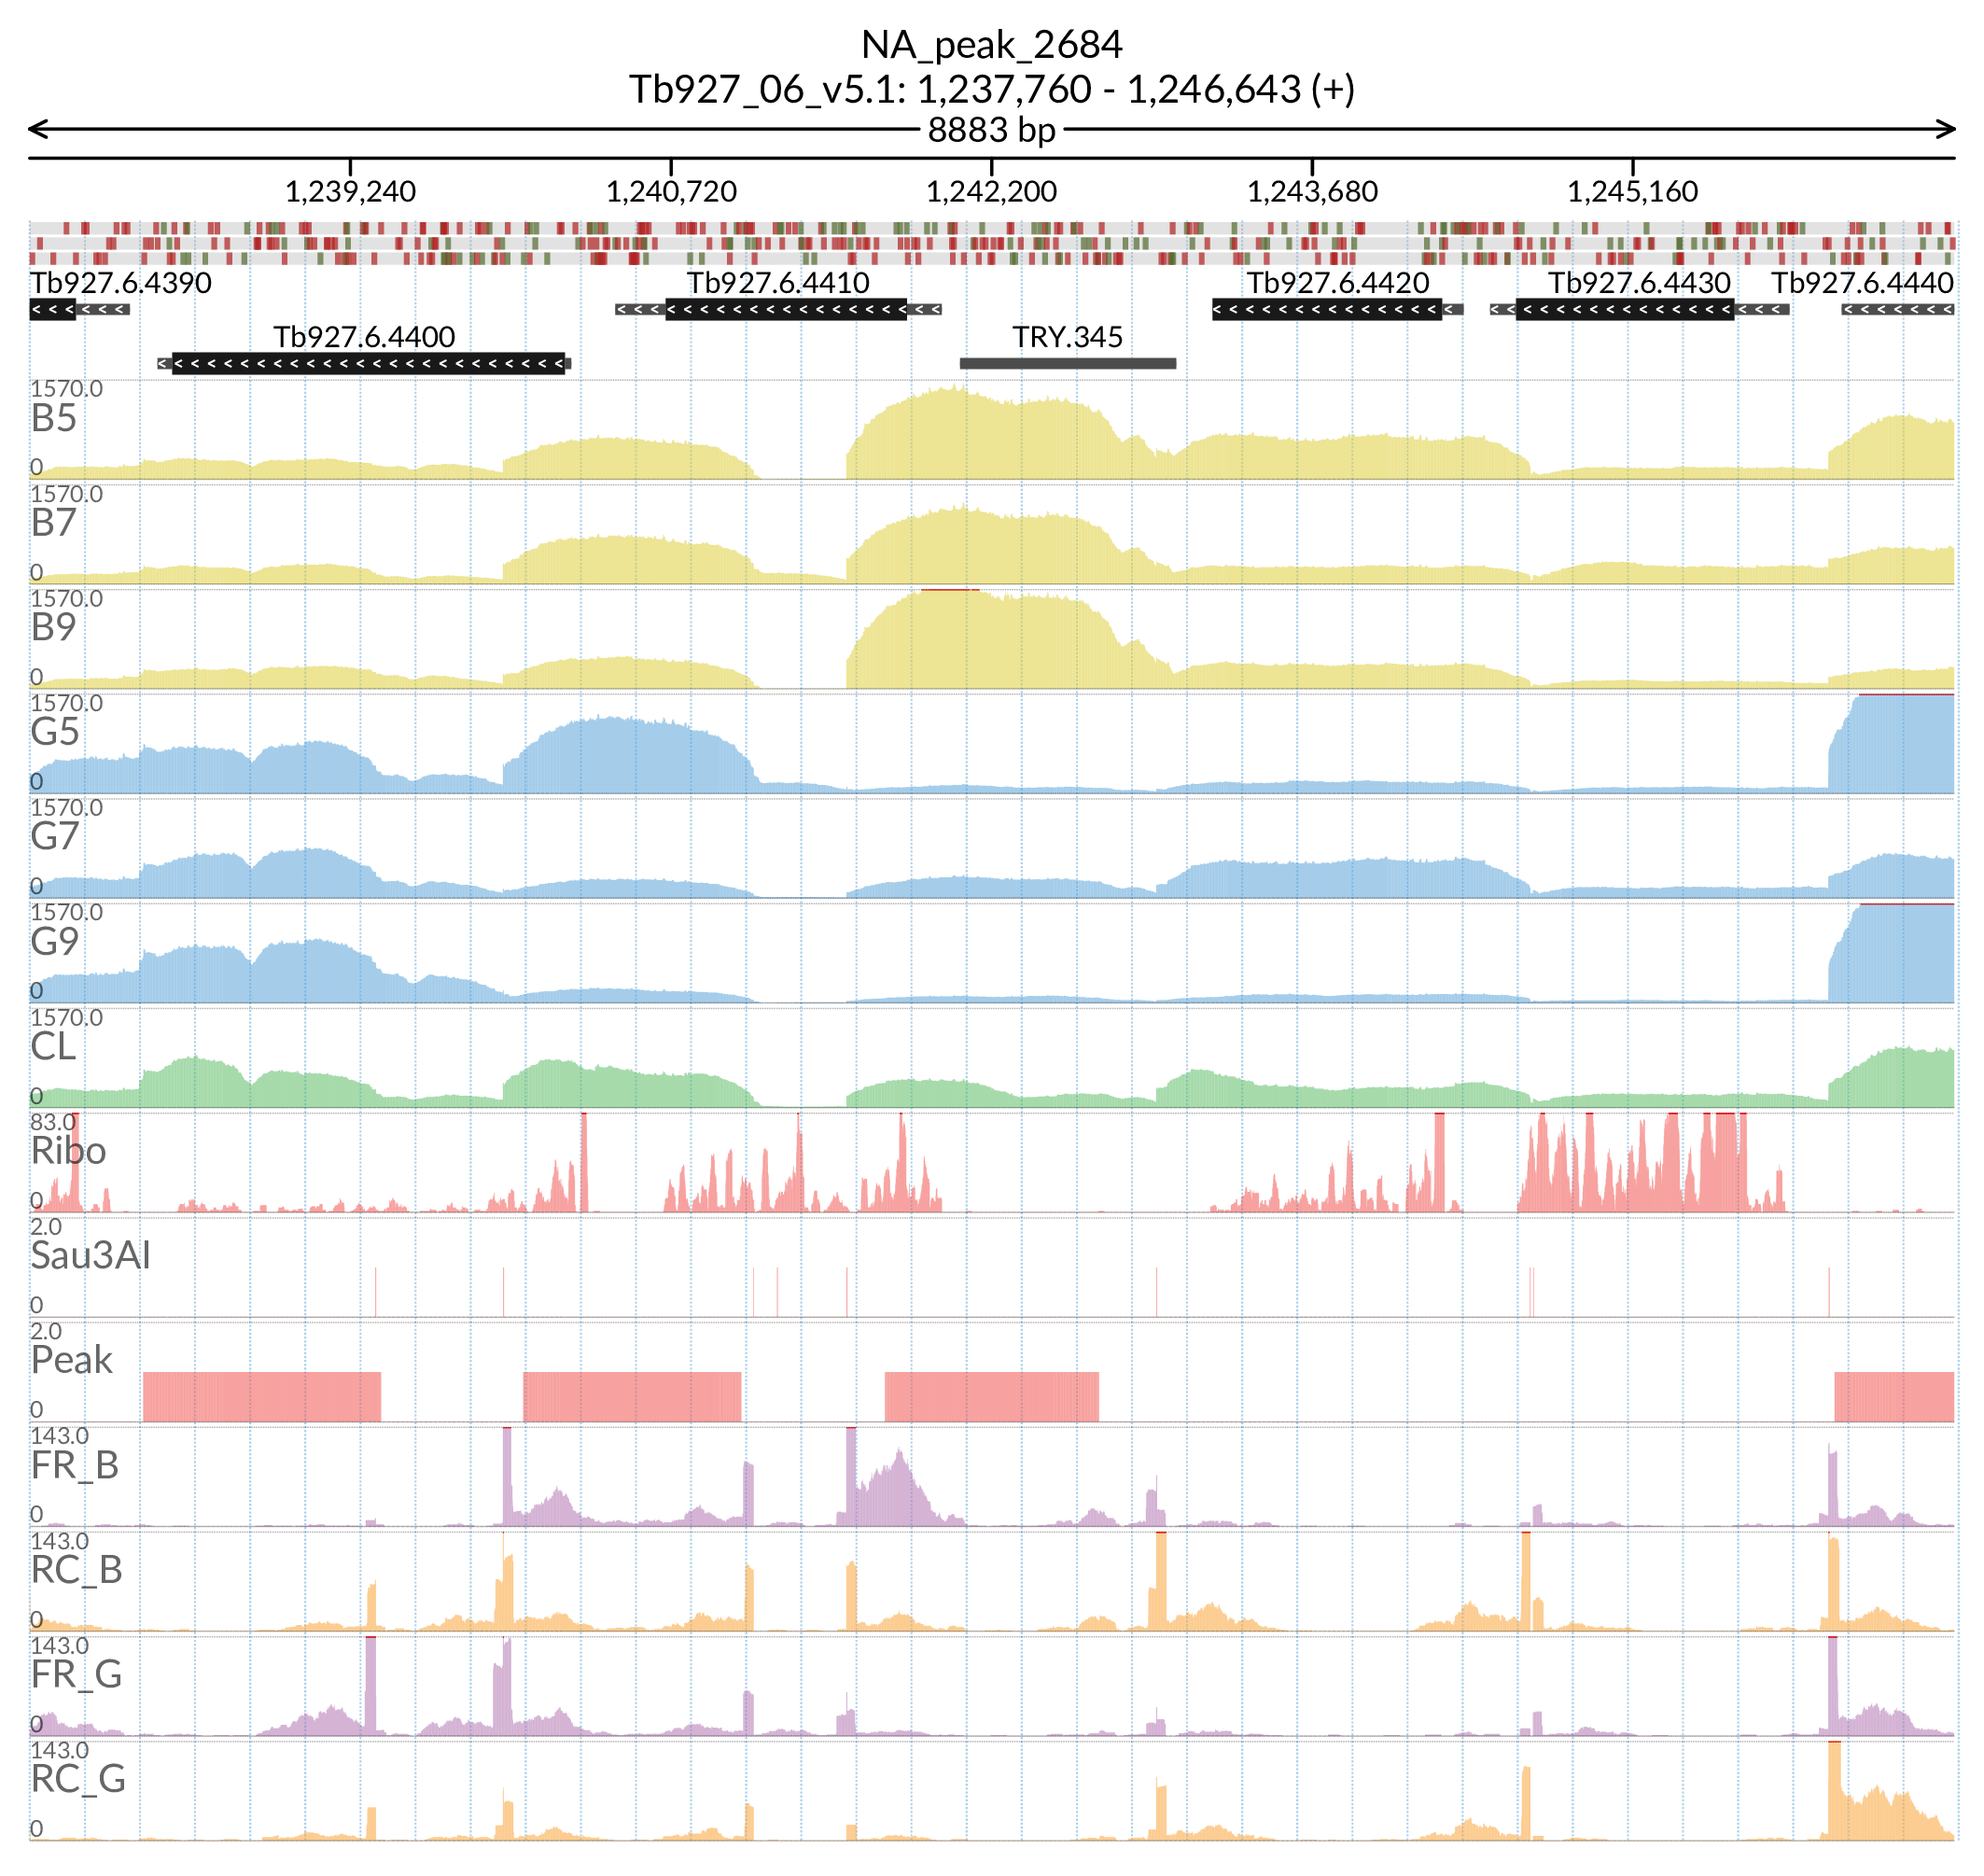 NA_peak_2684
Tb927_06_v5.1: 1,237,760 - 1,246,643 (+)
8883 bp
1,239,240 1,240,720 1,242,200 1,243,680 1,245,160
Tb927.6.4390 Tb927.6.4410 Tb927.6.4420 Tb927.6.4430 Tb927.6.4440
Tb927.6.4400 TRY.345
1570.0
B5
0
1570.0
B7
0
1570.0
B9
0
1570.0
G5
0
1570.0
G7
0
1570.0
G9
0
1570.0
CL
0
83.0
Ribo
0
2.0
Sau3AI
0
2.0
Peak
0
143.0
FR_B
0
143.0
RC_B
0
143.0
FR_G
0
143.0
RC_G
0